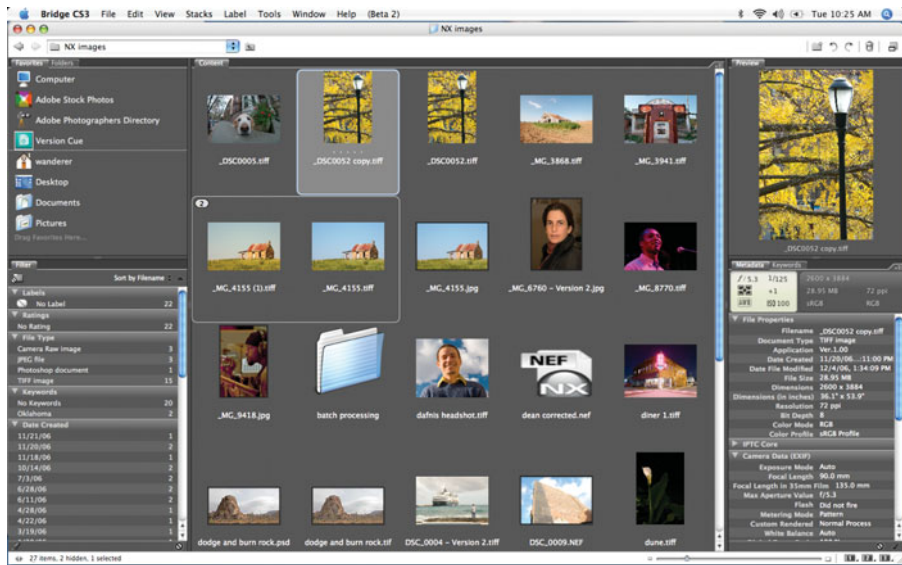 Bridge CS3 File Edit View Stacks Label Tools Window Help (Beta 2) Tue 10:25 AM
NX images
NX images
Favorites Folders
Computer
Adobe Stock Photos
Adobe Photographers Directory
Version Cue
wanderer
Desktop
Documents
Pictures
Drag Favorites Here...
Filter
Sort by Filename
Labels
No Label 22
Ratings
No Rating 22
File Type
Camera Raw image 3
JPEG file 3
Photoshop document 1
TIFF image 15
Keywords
No Keywords 20
Oklahoma 2
Date Created
11/21/06 1
11/20/06 2
11/18/06 1
10/14/06 2
7/3/06 2
6/28/06 2
6/11/06 2
4/28/06 1
4/22/06 1
3/19/06 1
Content
_DSC0005.tiff
_DSC0052 copy.tiff
_DSC0052.tiff
_MG_3868.tiff
_MG_3941.tiff
2
_MG_4155 (1).tiff
_MG_4155.tiff
_MG_4155.jpg
_MG_6760 - Version 2.jpg
_MG_8770.tiff
_MG_9418.jpg
batch processing
dafnis headshot.tiff
NEF
NX
dean corrected.nef
diner 1.tiff
dodge and burn rock.psd
dodge and burn rock.tif
DSC_0004 - Version 2.tiff
DSC_0009.NEF
dune.tiff
Preview
_DSC0052 copy.tiff
Metadata Keywords
f/5.3 1/125 2600 x 3884
+1 28.95 MB 72 ppi
AWB ISO 100 sRGB RGB
File Properties
Filename _DSC0052 copy.tiff
Document Type TIFF image
Application Ver.1.00
Date Created 11/20/06...:11:00 PM
Date File Modified 12/4/06, 1:34:09 PM
File Size 28.95 MB
Dimensions 2600 x 3884
Dimensions (in inches) 36.1" x 53.9"
Resolution 72 ppi
Bit Depth 8
Color Mode RGB
Color Profile sRGB Profile
IPTC Core
Camera Data (EXIF)
Exposure Mode Auto
Focal Length 90.0 mm
Focal Length in 35mm Film 135.0 mm
Max Aperture Value f/5.3
Flash Did not fire
Metering Mode Pattern
Custom Rendered Normal Process
White Balance Auto
27 items, 2 hidden, 1 selected
1 2 3